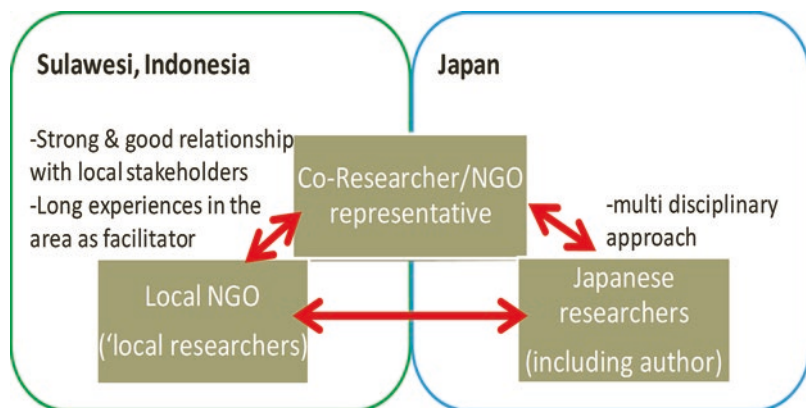 Sulawesi, Indonesia
-Strong & good relationship
with local stakeholders
-Long experiences in the
area as facilitator
Local NGO
('local researchers)
Co-Researcher/NGO
representative
Japan
-multi disciplinary
approach
Japanese
researchers
(including author)